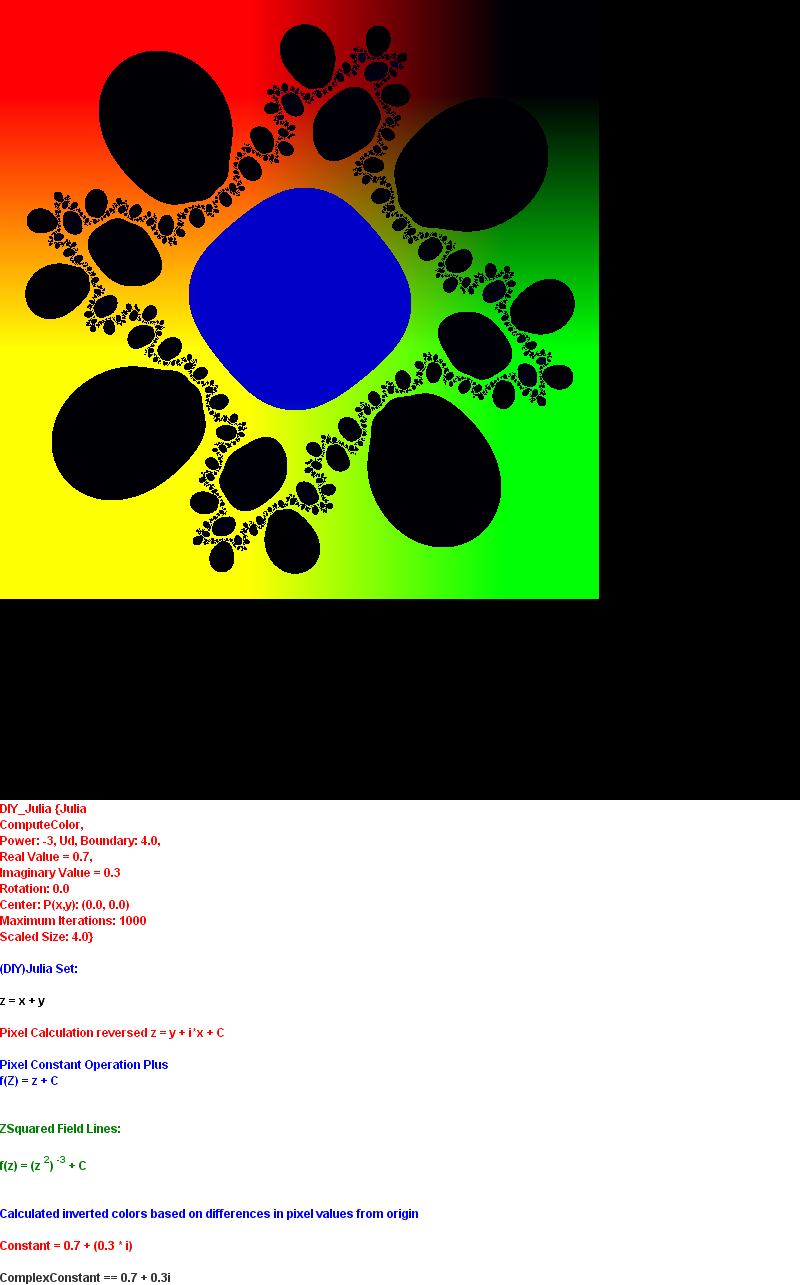 DIY_Julia {Julia
ComputeColor,
Power: -3, Ud, Boundary: 4.0,
Real Value = 0.7,
Imaginary Value = 0.3
Rotation: 0.0
Center: P(x,y): (0.0, 0.0)
Maximum Iterations: 1000
Scaled Size: 4.0}
(DIY)Julia Set:
z = x + y
Pixel Calculation reversed z = y + i*x + C
Pixel Constant Operation Plus
f(Z) = z + C
ZSquared Field Lines:
f(z) = (z 2) -3 + C
Calculated inverted colors based on differences in pixel values from origin
Constant = 0.7 + (0.3 * i)
ComplexConstant == 0.7 + 0.3i